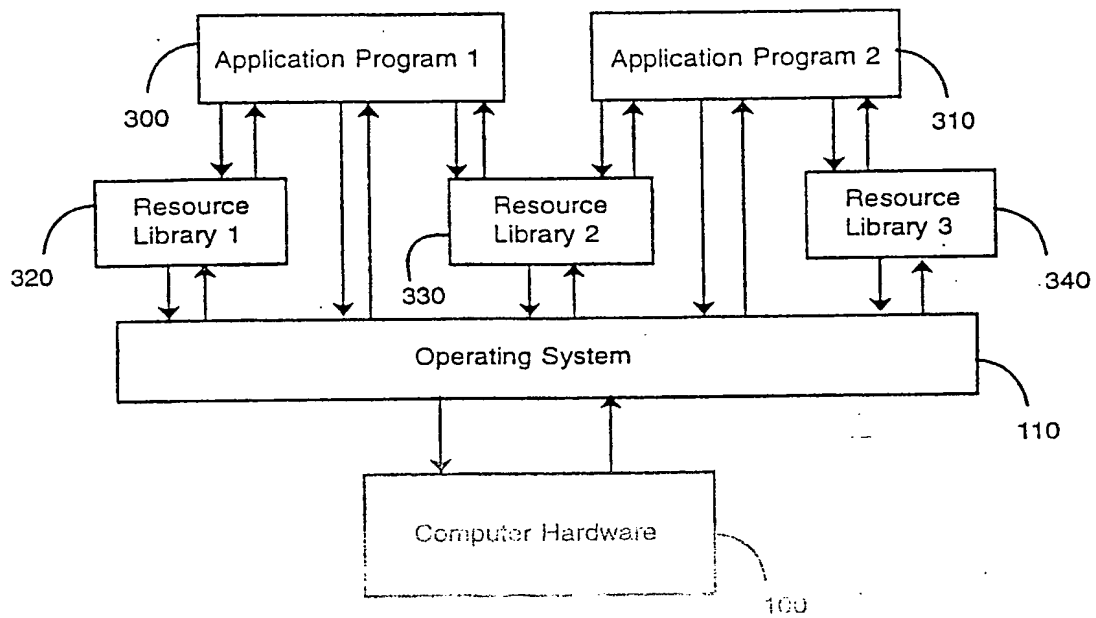 Application Program 1
Application Program 2
300
310
Resource
Library 1
Resource
Library 2
Resource
Library 3
320
330
340
Operating System
110
Computer Hardware
100